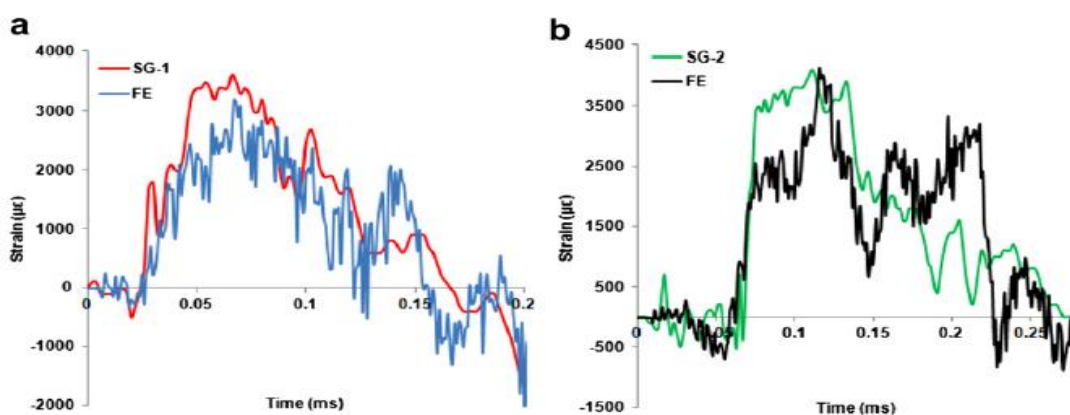 a
4000
3000
2000
1000
0
-1000
-2000
Strain(με)
SG-1
FE
0 0.05 0.1 0.15 0.2
Time (ms)
b
4500
3500
2500
1500
500
-500
-1500
Strain(με)
SG-2
FE
0 0.1 0.15 0.2 0.25
Time (ms)